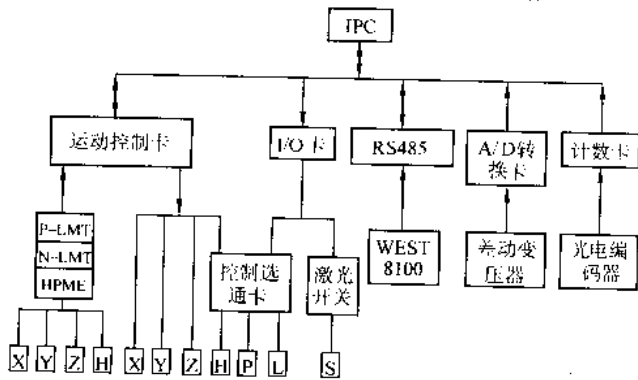 IPC
运动控制卡
I/O 卡
RS485
A/D转
换卡
计数卡
P-LMT
N-LMT
HPME
控制选
通卡
激光
开关
WEST
8100
差动变
压器
光电编
码器
X Y Z H X Y Z H P L S